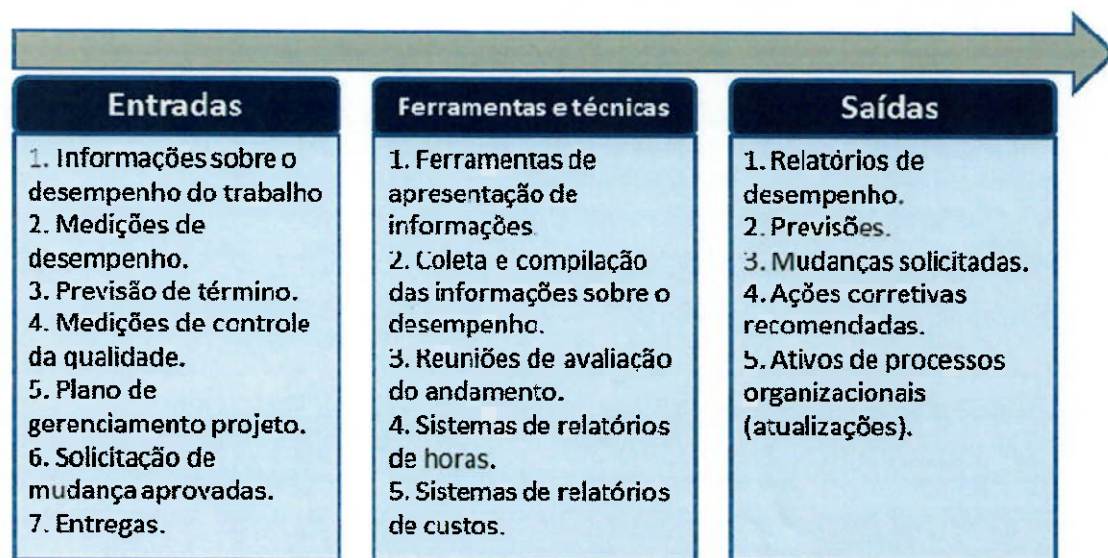 Entradas
1. Informações sobre o
desempenho do trabalho
2. Medições de
desempenho.
3. Previsão de término.
4. Medições de controle
da qualidade.
5. Plano de
gerenciamento projeto.
6. Solicitação de
mudança aprovadas.
7. Entregas.
Ferramentas e técnicas
1. Ferramentas de
apresentação de
informações.
2. Coleta e compilação
das informações sobre o
desempenho.
3. Reuniões de avaliação
do andamento.
4. Sistemas de relatórios
de horas.
5. Sistemas de relatórios
de custos.
Saídas
1. Relatórios de
desempenho.
2. Previsões.
3. Mudanças solicitadas.
4. Ações corretivas
recomendadas.
5. Ativos de processos
organizacionais
(atualizações).